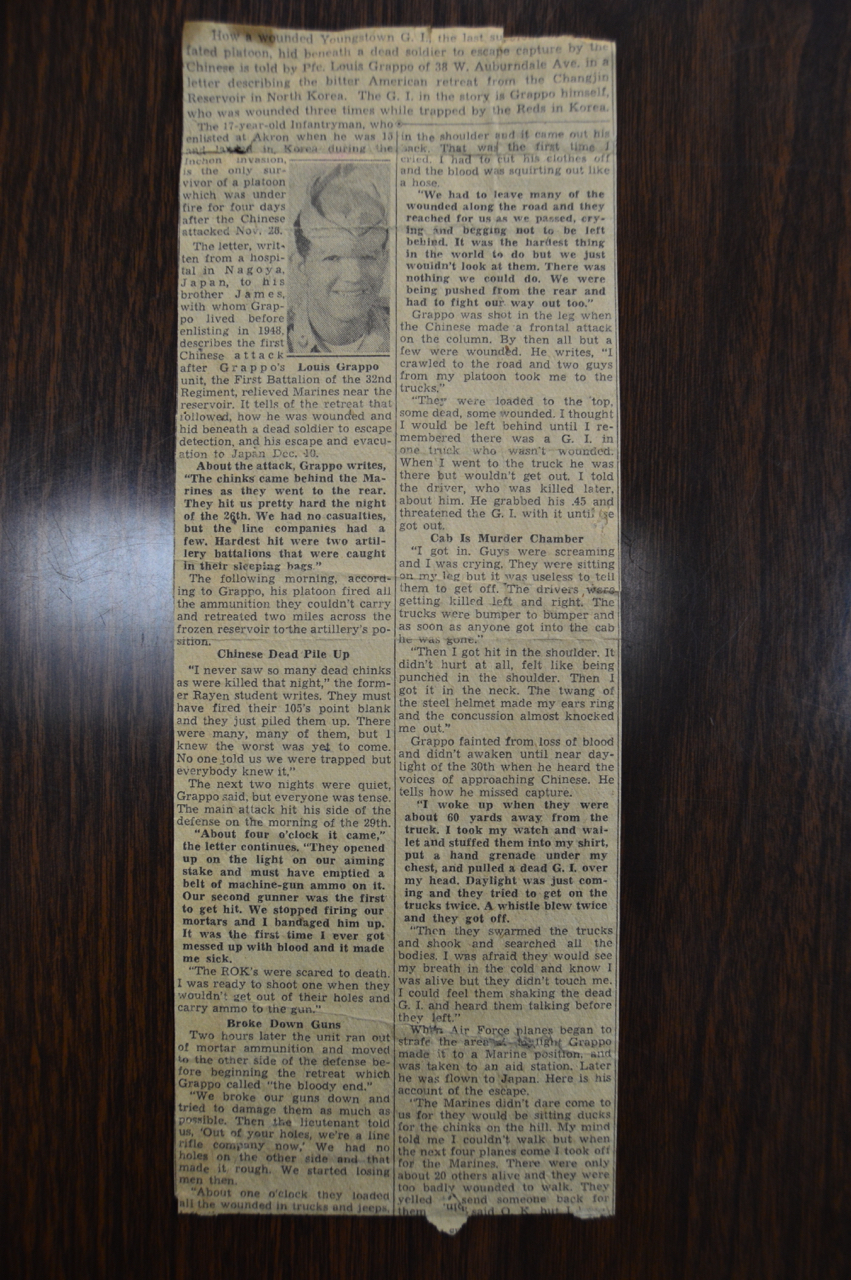 How a wounded Youngstown G. I. the last
fated platoon, hid beneath a dead soldier to escape capture by the
Chinese is told by Pfc. Louis Grappo of 38 W. Auburndale Ave. in a
letter describing the bitter American retreat from the Changjin
Reservoir in North Korea. The G. I. in the story is Grappo himself,
who was wounded three times while trapped by the Reds in Korea.
The 17-year-old Infantryman, who
enlisted at Akron when he was 15
and landed in Korea during the
Inchon invasion,
is the only sur-
vivor of a platoon
which was under
fire for four days
after the Chinese
attacked Nov. 28.
The letter, writ-
ten from a hospi-
tal in Nagoya,
Japan, to his
brother James,
with whom Grap-
po lived before
enlisting in 1948,
describes the first
Chinese attack
after Grappo's
Louis Grappo
unit, the First Battalion of the 32nd
Regiment, relieved Marines near the
reservoir. It tells of the retreat that
followed, how he was wounded and
hid beneath a dead soldier to escape
detection, and his escape and evacu-
ation to Japan Dec. 10.
About the attack, Grappo writes,
"The chinks came behind the Ma-
rines as they went to the rear.
They hit us pretty hard the night
of the 26th. We had no casualties,
but the line companies had a
few. Hardest hit were two artil-
lery battalions that were caught
in their sleeping bags."
The following morning, accord-
ing to Grappo, his platoon fired all
the ammunition they couldn't carry
and retreated two miles across the
frozen reservoir to the artillery's po-
sition.
Chinese Dead Pile Up
"I never saw so many dead chinks
as were killed that night," the form-
er Rayen student writes. They must
have fired their 105's point blank
and they just piled them up. There
were many, many of them, but I
knew the worst was yet to come.
No one told us we were trapped but
everybody knew it."
The next two nights were quiet,
Grappo said, but everyone was tense.
The main attack hit his side of the
defense on the morning of the 29th.
"About four o'clock it came,"
the letter continues. "They opened
up on the light on our aiming
stake and must have emptied a
belt of machine-gun ammo on it.
Our second gunner was the first
to get hit. We stopped firing our
mortars and I bandaged him up.
It was the first time I ever got
messed up with blood and it made
me sick.
"The ROK's were scared to death.
I was ready to shoot one when they
wouldn't get out of their holes and
carry ammo to the gun."
Broke Down Guns
Two hours later the unit ran out
of mortar ammunition and moved
to the other side of the defense be-
fore beginning the retreat which
Grappo called "the bloody end."
"We broke our guns down and
tried to damage them as much as
possible. Then the lieutenant told
us, 'Out of your holes, we're a line
rifle company now.' We had no
holes on the other side and that
made it rough. We started losing
men then.
"About one o'clock they loaded
all the wounded in trucks and jeeps.
in the shoulder and it came out his
back. That was the first time I
cried. I had to cut his clothes off
and the blood was squirting out like
a hose.
"We had to leave many of the
wounded along the road and they
reached for us as we passed, cry-
ing and begging not to be left
behind. It was the hardest thing
in the world to do but we just
wouldn't look at them. There was
nothing we could do. We were
being pushed from the rear and
had to fight our way out too."
Grappo was shot in the leg when
the Chinese made a frontal attack
on the column. By then all but a
few were wounded. He writes, "I
crawled to the road and two guys
from my platoon took me to the
trucks."
"They were loaded to the top,
some dead, some wounded. I thought
I would be left behind until I re-
membered there was a G. I. in
one truck who wasn't wounded.
When I went to the truck he was
there but wouldn't get out. I told
the driver, who was killed later,
about him. He grabbed his .45 and
threatened the G. I. with it until he
got out.
Cab Is Murder Chamber
"I got in. Guys were screaming
and I was crying. They were sitting
on my leg but it was useless to tell
them to get off. The drivers were
getting killed left and right. The
trucks were bumper to bumper and
as soon as anyone got into the cab
he was gone."
"Then I got hit in the shoulder. It
didn't hurt at all, felt like being
punched in the shoulder. Then I
got it in the neck. The twang of
the steel helmet made my ears ring
and the concussion almost knocked
me out."
Grappo fainted from loss of blood
and didn't awaken until near day-
light of the 30th when he heard the
voices of approaching Chinese. He
tells how he missed capture.
"I woke up when they were
about 60 yards away from the
truck. I took my watch and wal-
let and stuffed them into my shirt,
put a hand grenade under my
chest, and pulled a dead G. I. over
my head. Daylight was just com-
ing and they tried to get on the
trucks twice. A whistle blew twice
and they got off.
"Then they swarmed the trucks
and shook and searched all the
bodies. I was afraid they would see
my breath in the cold and know I
was alive but they didn't touch me.
I could feel them shaking the dead
G. I. and heard them talking before
they left."
When Air Force planes began to
strafe the area Grappo
made it to a Marine position, and
was taken to an aid station. Later
he was flown to Japan. Here is his
account of the escape.
"The Marines didn't dare come to
us for they would be sitting ducks
for the chinks on the hill. My mind
told me I couldn't walk but when
the next four planes come I took off
for the Marines. There were only
about 20 others alive and they were
too badly wounded to walk. They
yelled send someone back for
them said O. K. but I